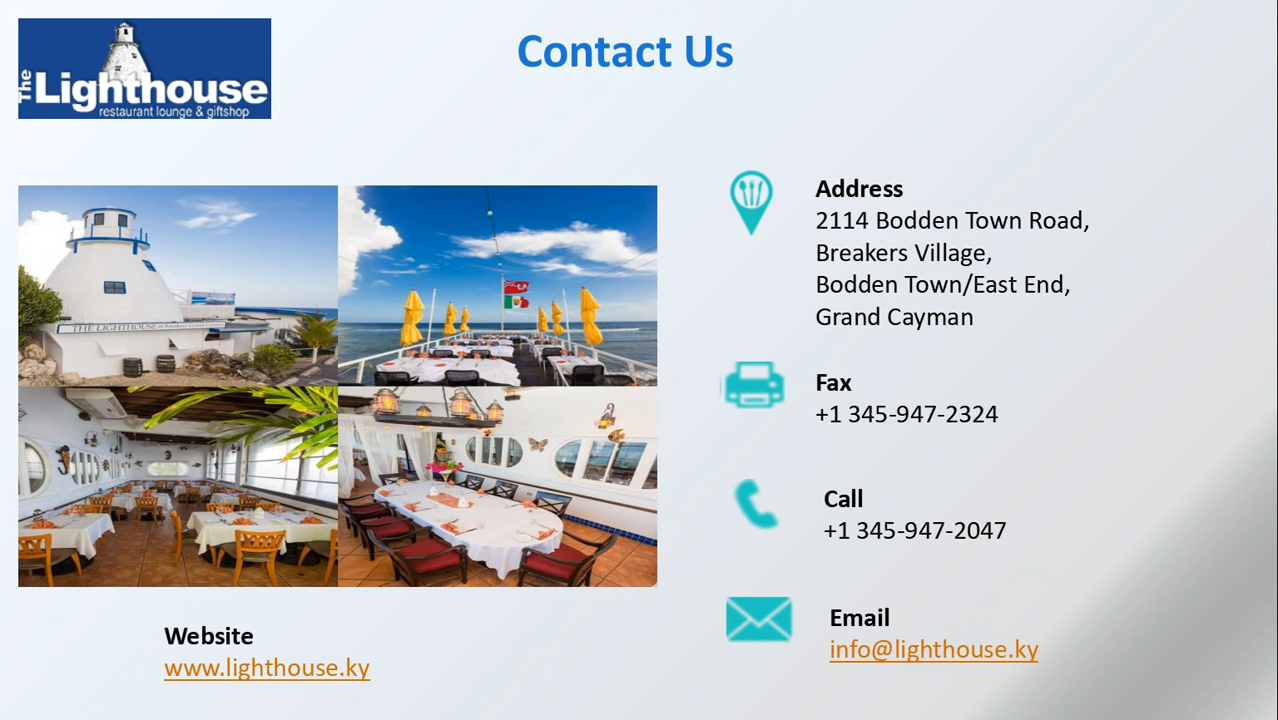 The Lighthouse
restaurant lounge & giftshop
Contact Us
Address
2114 Bodden Town Road,
Breakers Village,
Bodden Town/East End,
Grand Cayman
Fax
+1 345-947-2324
Call
+1 345-947-2047
Email
info@lighthouse.ky
Website
www.lighthouse.ky
THE LIGHTHOUSE